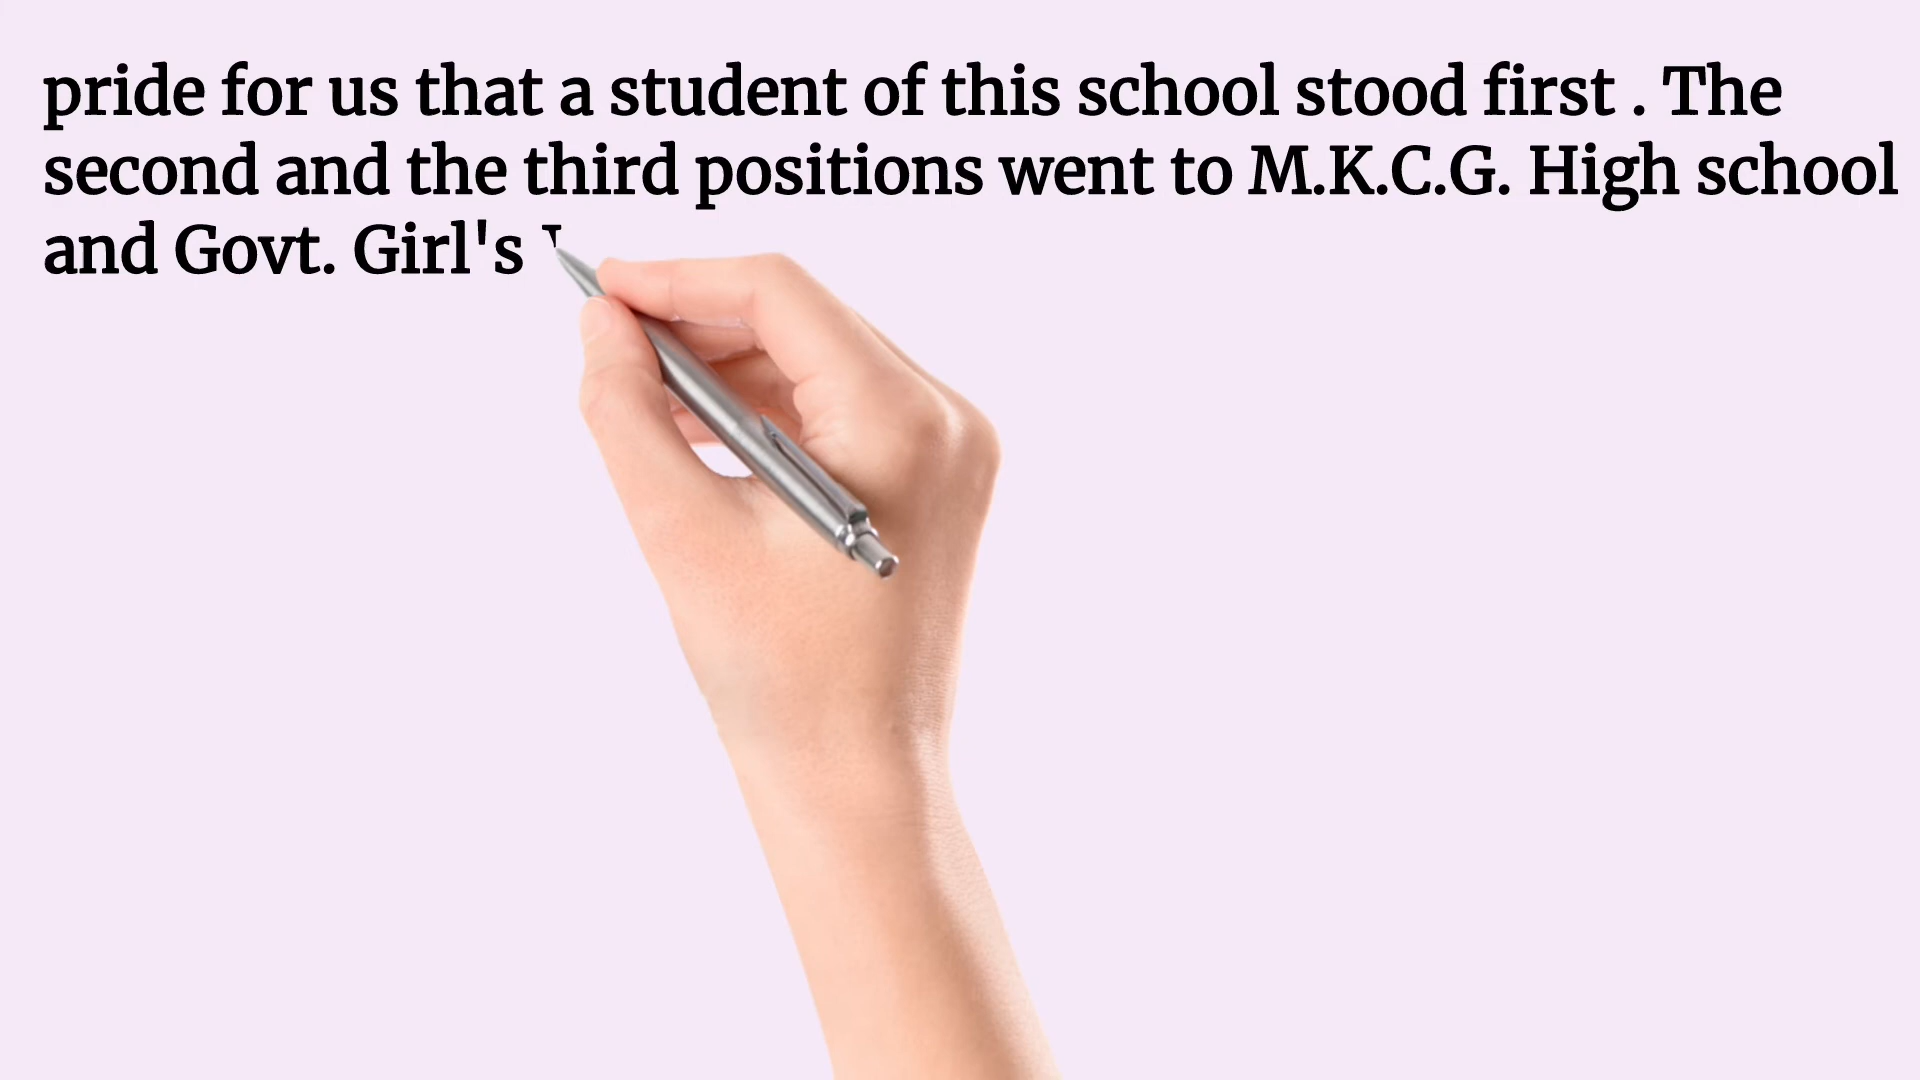 pride for us that a student of this school stood first . The
second and the third positions went to M.K.C.G. High school
and Govt. Girl's